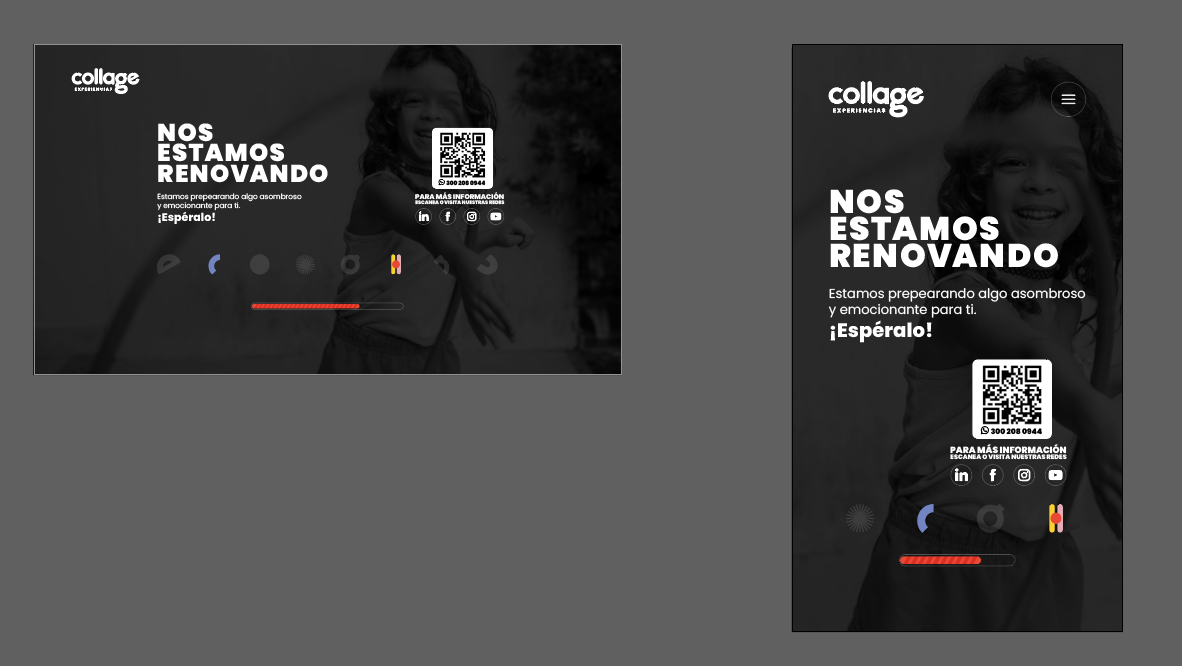 collage
EXPERIENCIAS
NOS
ESTAMOS
RENOVANDO
Estamos prepearando algo asombroso
y emocionante para ti.
¡Espéralo!
300 208 0944
PARA MÁS INFORMACIÓN
ESCANEA O VISITA NUESTRAS REDES
in f
collage
EXPERIENCIAS
NOS
ESTAMOS
RENOVANDO
Estamos prepearando algo asombroso
y emocionante para ti.
¡Espéralo!
300 208 0944
PARA MÁS INFORMACIÓN
ESCANEA O VISITA NUESTRAS REDES
in f